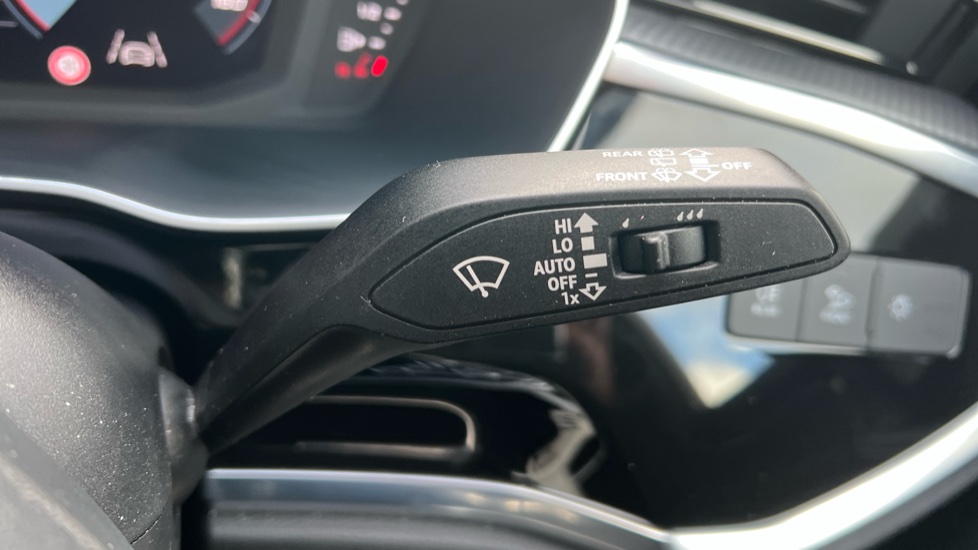 REAR
OFF
FRONT
HI
LO
AUTO
OFF
1x